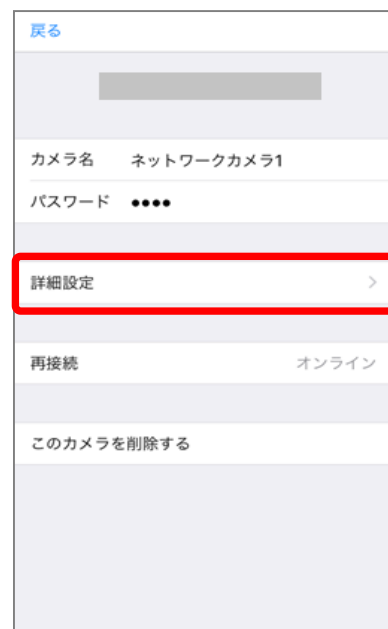 戻る
カメラ名 ネットワークカメラ1
パスワード ●●●●
詳細設定 >
再接続 オンライン
このカメラを削除する